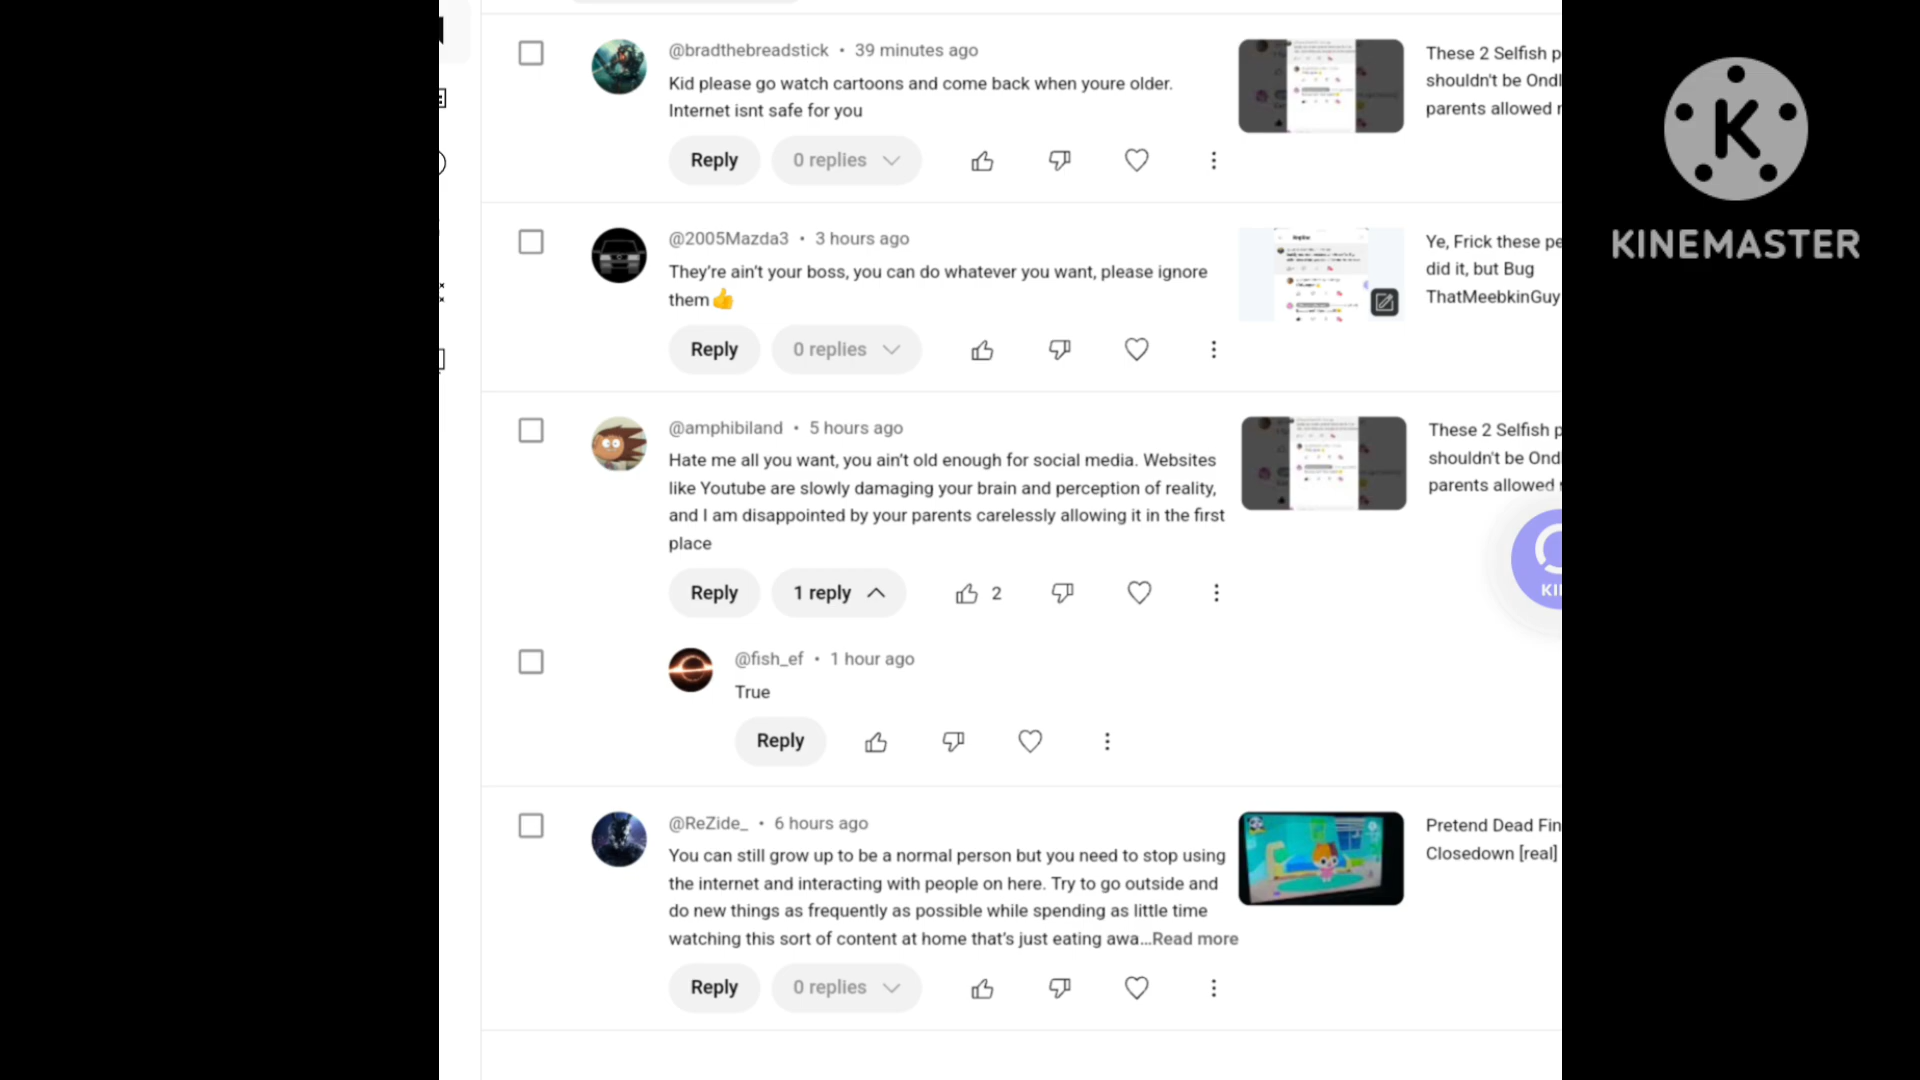 @bradthebreadstick • 39 minutes ago
Kid please go watch cartoons and come back when youre older.
Internet isnt safe for you
Reply 0 replies
These 2 Selfish p
shouldn't be Ondl
parents allowed
@2005Mazda3 • 3 hours ago
They're ain't your boss, you can do whatever you want, please ignore
them👍
Reply 0 replies
Ye, Frick these pe
did it, but Bug
ThatMeebkinGuy
@amphibiland • 5 hours ago
Hate me all you want, you ain't old enough for social media. Websites
like Youtube are slowly damaging your brain and perception of reality,
and I am disappointed by your parents carelessly allowing it in the first
place
Reply 1 reply 2
These 2 Selfish p
shouldn't be Ond
parents allowed
@fish_ef • 1 hour ago
True
Reply
@ReZide_ • 6 hours ago
You can still grow up to be a normal person but you need to stop using
the internet and interacting with people on here. Try to go outside and
do new things as frequently as possible while spending as little time
watching this sort of content at home that's just eating awa...Read more
Reply 0 replies
Pretend Dead Fin
Closedown [real]
KI
K
KINEMASTER